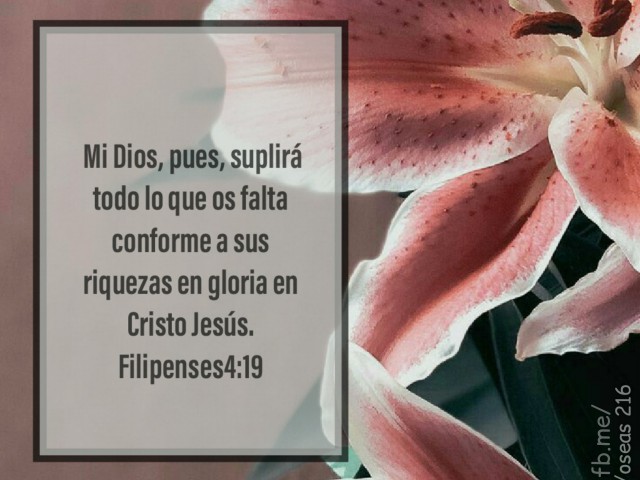 Mi Dios, pues, suplirá
todo lo que os falta
conforme a sus
riquezas en gloria en
Cristo Jesús.
Filipenses4:19
fb.me/
/oseas 216